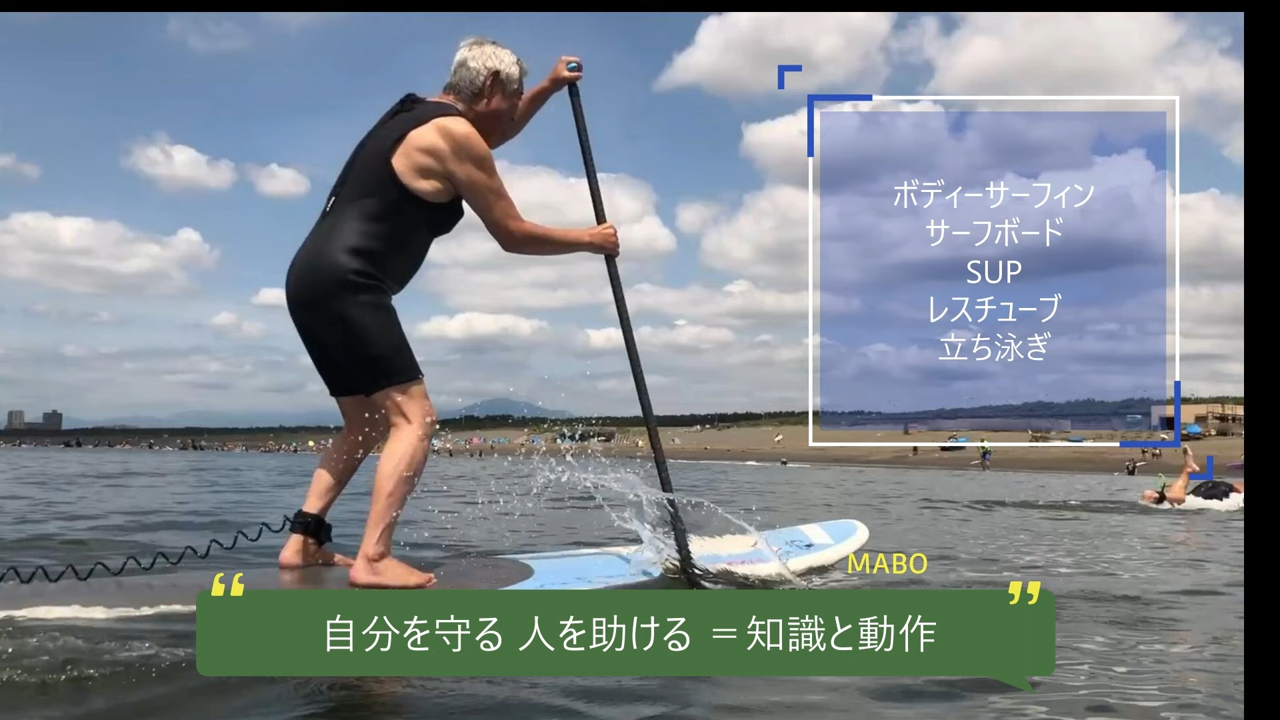 ボディーサーフィン
サーフボード
SUP
レスチューブ
立ち泳ぎ
MABO
“ ”
自分を守る 人を助ける ＝知識と動作